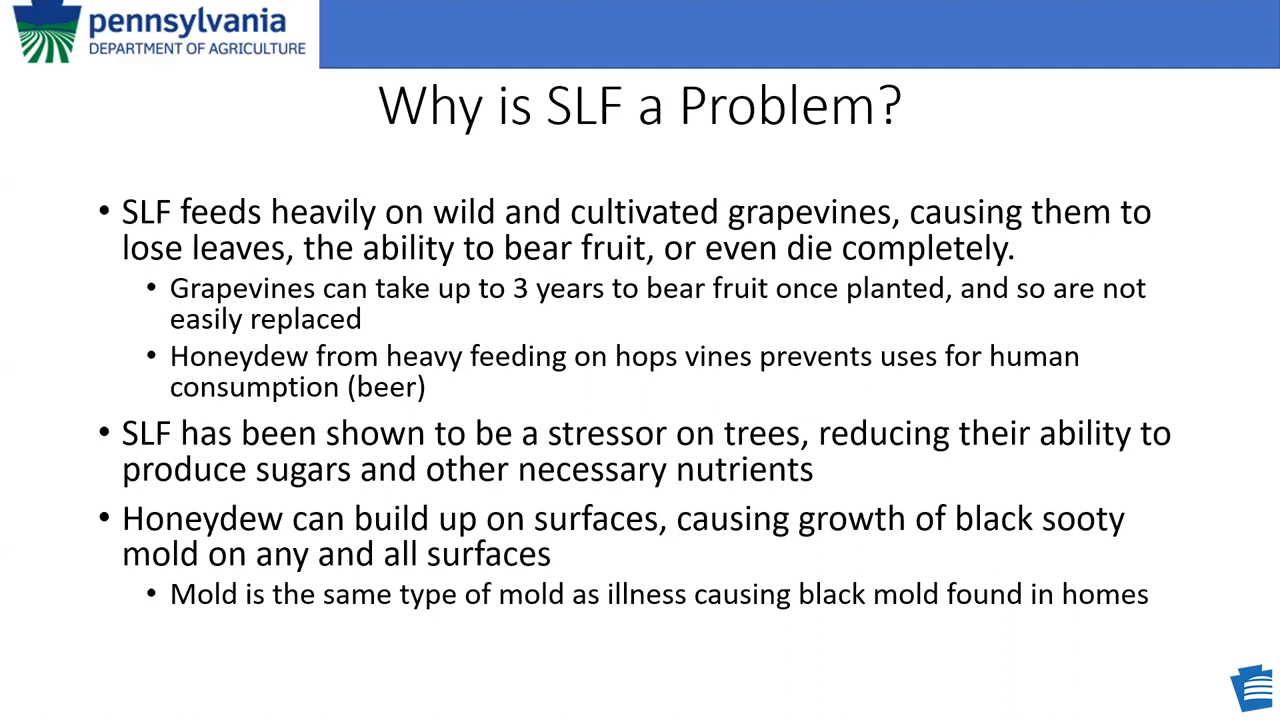 pennsylvania
DEPARTMENT OF AGRICULTURE
Why is SLF a Problem?
• SLF feeds heavily on wild and cultivated grapevines, causing them to
lose leaves, the ability to bear fruit, or even die completely.
• Grapevines can take up to 3 years to bear fruit once planted, and so are not
easily replaced
• Honeydew from heavy feeding on hops vines prevents uses for human
consumption (beer)
• SLF has been shown to be a stressor on trees, reducing their ability to
produce sugars and other necessary nutrients
• Honeydew can build up on surfaces, causing growth of black sooty
mold on any and all surfaces
• Mold is the same type of mold as illness causing black mold found in homes